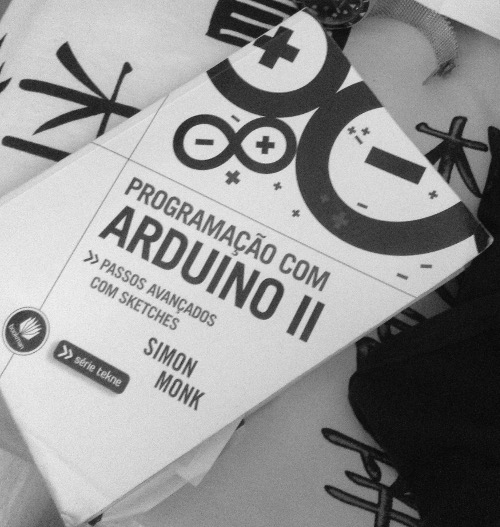 PROGRAMAÇÃO COM
ARDUINO II
>> PASSOS AVANÇADOS
COM SKETCHES
SIMON
MONK
bookman
>> série tekne